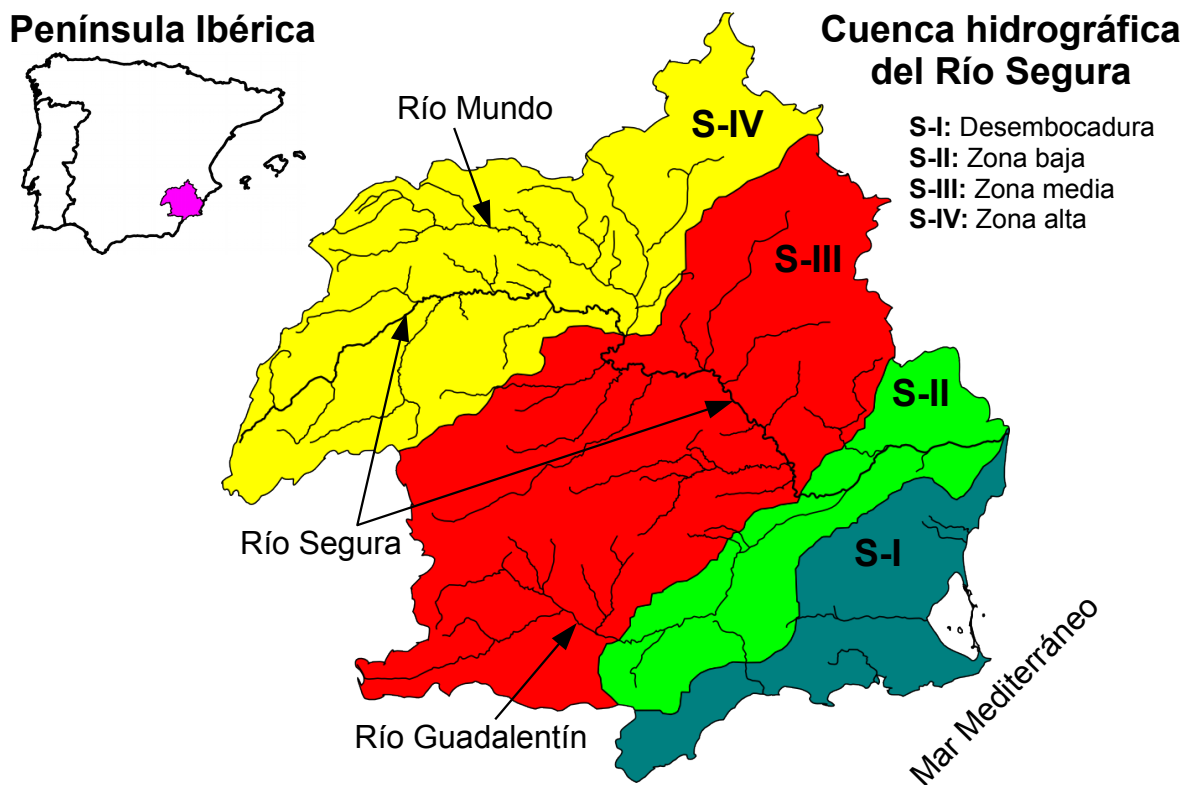 Península Ibérica
Cuenca hidrográfica
del Río Segura
S-I: Desembocadura
S-II: Zona baja
S-III: Zona media
S-IV: Zona alta
Río Mundo
S-IV
S-III
S-II
Río Segura
S-I
Río Guadalentín
Mar Mediterráneo